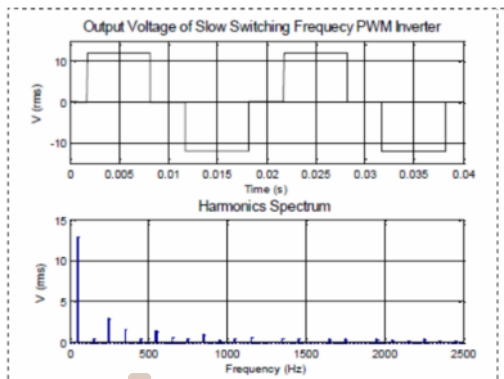 Output Voltage of Slow Switching Frequecy PWM Inverter
V (rms)
10
0
-10
0 0.005 0.01 0.015 0.02 0.025 0.03 0.035 0.04
Time (s)
Harmonics Spectrum
V (rms)
15
10
5
0
0 500 1000 1500 2000 2500
Frequency (Hz)